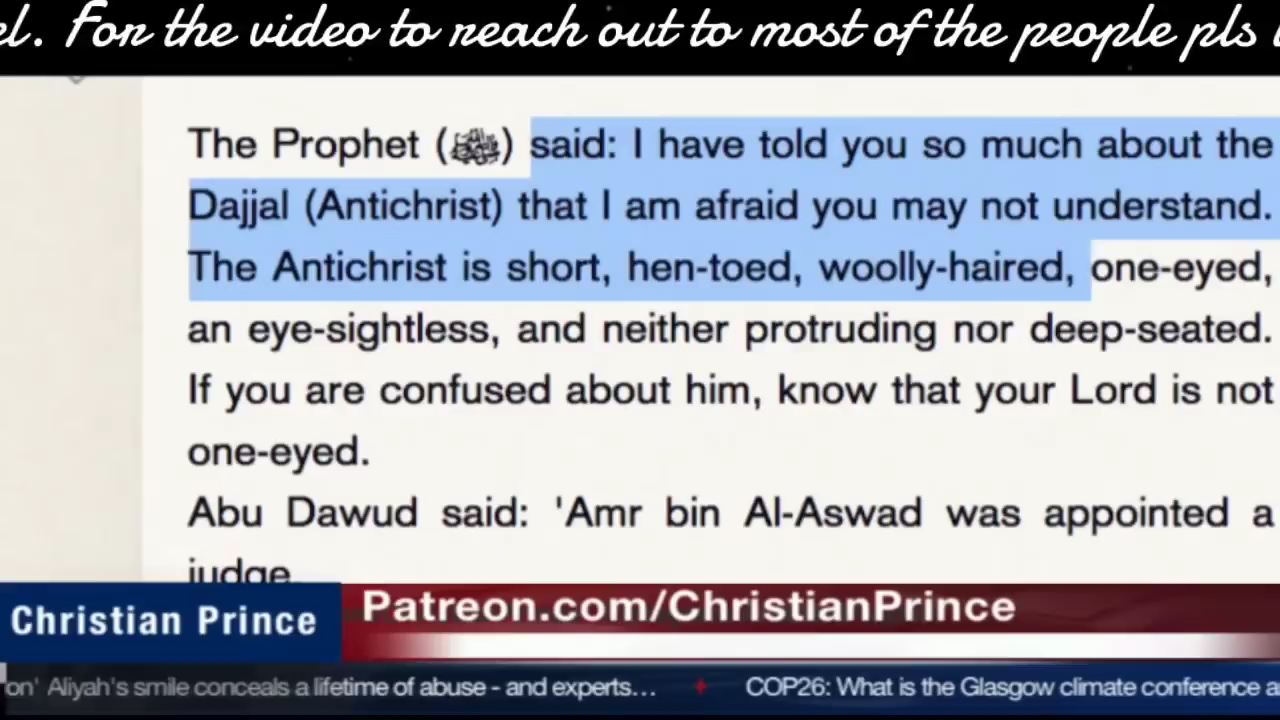 el. For the video to reach out to most of the people pls
The Prophet (ﷺ) said: I have told you so much about the
Dajjal (Antichrist) that I am afraid you may not understand.
The Antichrist is short, hen-toed, woolly-haired, one-eyed,
an eye-sightless, and neither protruding nor deep-seated.
If you are confused about him, know that your Lord is not
one-eyed.
Abu Dawud said: 'Amr bin Al-Aswad was appointed a
judge.
Christian Prince
Patreon.com/ChristianPrince
on' Aliyah's smile conceals a lifetime of abuse - and experts... ✦ COP26: What is the Glasgow climate conference a